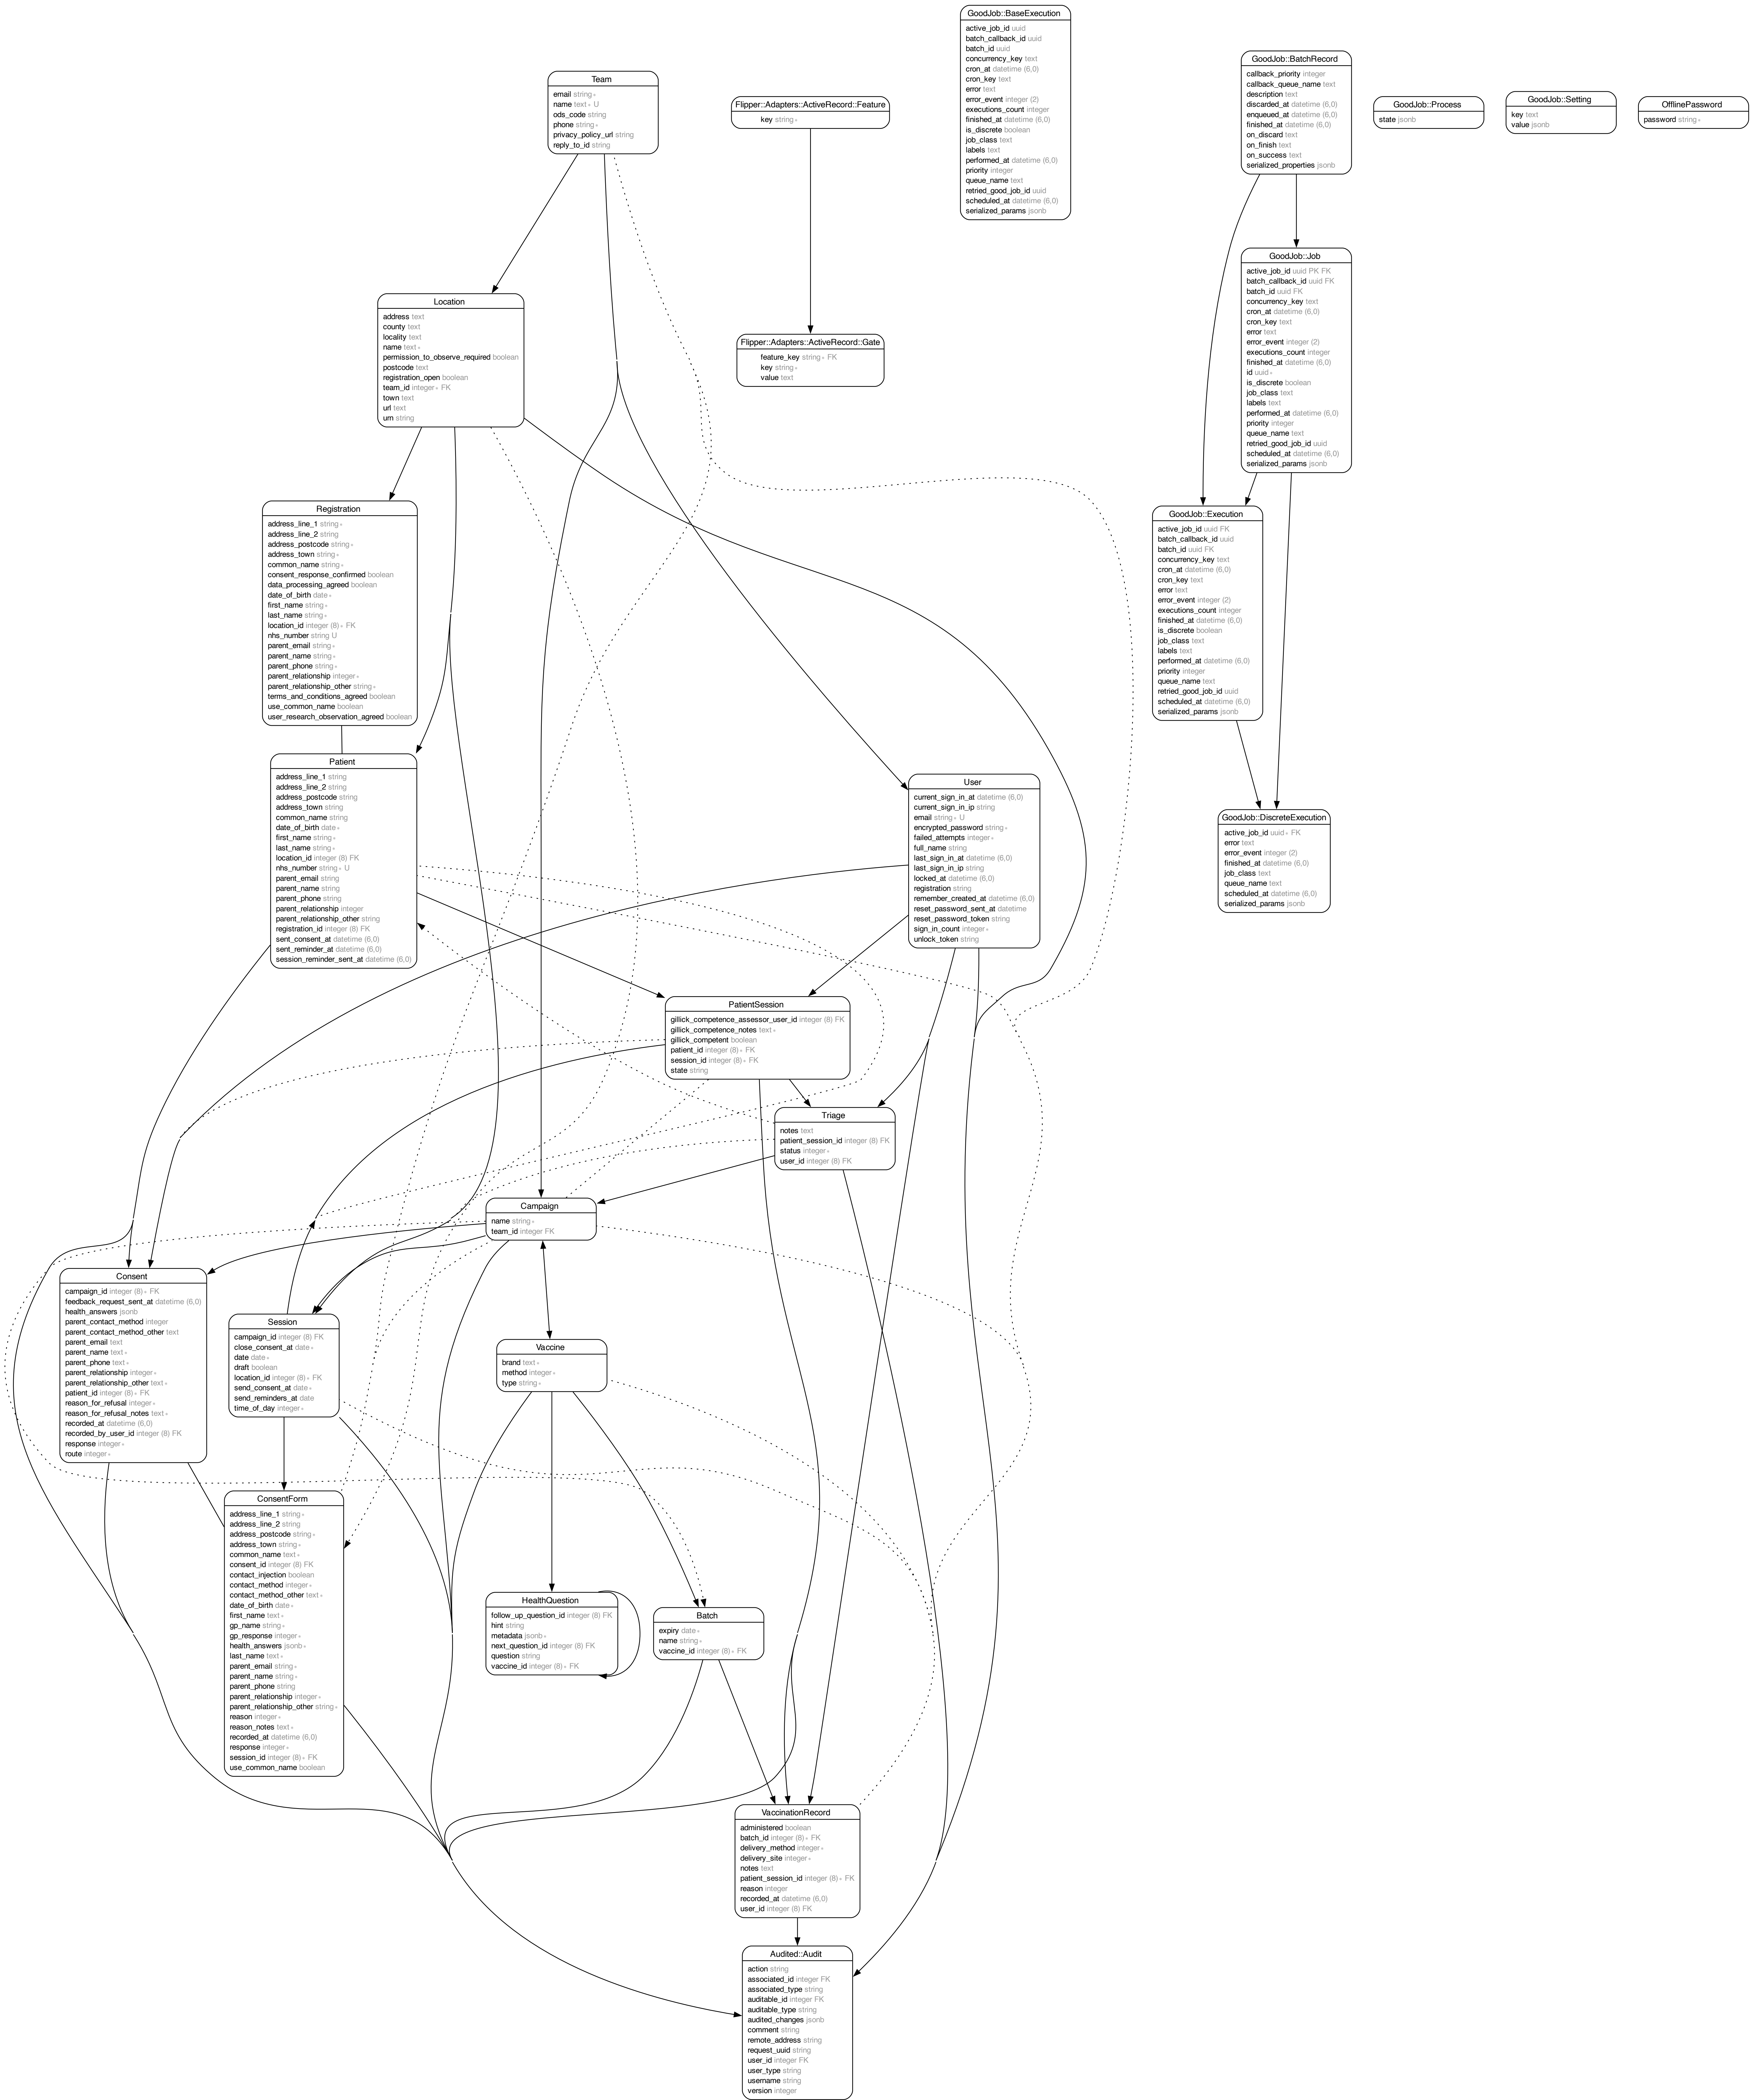 GoodJob::BaseExecution
active_job_id uuid
batch_callback_id uuid
batch_id uuid
concurrency_key text
cron_at datetime (6,0)
cron_key text
error text
error_event integer (2)
executions_count integer
finished_at datetime (6,0)
is_discrete boolean
job_class text
labels text
performed_at datetime (6,0)
priority integer
queue_name text
retried_good_job_id uuid
scheduled_at datetime (6,0)
serialized_params jsonb
GoodJob::BatchRecord
callback_priority integer
callback_queue_name text
description text
discarded_at datetime (6,0)
enqueued_at datetime (6,0)
finished_at datetime (6,0)
on_discard text
on_finish text
on_success text
serialized_properties jsonb
Team
email string ∗
name text ∗ U
ods_code string
phone string ∗
privacy_policy_url string
reply_to_id string
Flipper::Adapters::ActiveRecord::Feature
key string ∗
GoodJob::Process
state jsonb
GoodJob::Setting
key text
value jsonb
OfflinePassword
password string ∗
GoodJob::Job
active_job_id uuid PK FK
batch_callback_id uuid FK
batch_id uuid FK
concurrency_key text
cron_at datetime (6,0)
cron_key text
error text
error_event integer (2)
executions_count integer
finished_at datetime (6,0)
id uuid ∗
is_discrete boolean
job_class text
labels text
performed_at datetime (6,0)
priority integer
queue_name text
retried_good_job_id uuid
scheduled_at datetime (6,0)
serialized_params jsonb
Location
address text
county text
locality text
name text ∗
permission_to_observe_required boolean
postcode text
registration_open boolean
team_id integer ∗ FK
town text
url text
urn string
Flipper::Adapters::ActiveRecord::Gate
feature_key string ∗ FK
key string ∗
value text
Registration
address_line_1 string ∗
address_line_2 string
address_postcode string ∗
address_town string ∗
common_name string ∗
consent_response_confirmed boolean
data_processing_agreed boolean
date_of_birth date ∗
first_name string ∗
last_name string ∗
location_id integer (8) ∗ FK
nhs_number string U
parent_email string ∗
parent_name string ∗
parent_phone string ∗
parent_relationship integer ∗
parent_relationship_other string ∗
terms_and_conditions_agreed boolean
use_common_name boolean
user_research_observation_agreed boolean
GoodJob::Execution
active_job_id uuid FK
batch_callback_id uuid
batch_id uuid FK
concurrency_key text
cron_at datetime (6,0)
cron_key text
error text
error_event integer (2)
executions_count integer
finished_at datetime (6,0)
is_discrete boolean
job_class text
labels text
performed_at datetime (6,0)
priority integer
queue_name text
retried_good_job_id uuid
scheduled_at datetime (6,0)
serialized_params jsonb
Patient
address_line_1 string
address_line_2 string
address_postcode string
address_town string
common_name string
date_of_birth date ∗
first_name string ∗
last_name string ∗
location_id integer (8) FK
nhs_number string ∗ U
parent_email string
parent_name string
parent_phone string
parent_relationship integer
parent_relationship_other string
registration_id integer (8) FK
sent_consent_at datetime (6,0)
sent_reminder_at datetime (6,0)
session_reminder_sent_at datetime (6,0)
User
current_sign_in_at datetime (6,0)
current_sign_in_ip string
email string ∗ U
encrypted_password string ∗
failed_attempts integer ∗
full_name string
last_sign_in_at datetime (6,0)
last_sign_in_ip string
locked_at datetime (6,0)
registration string
remember_created_at datetime (6,0)
reset_password_sent_at datetime
reset_password_token string
sign_in_count integer ∗
unlock_token string
GoodJob::DiscreteExecution
active_job_id uuid ∗ FK
error text
error_event integer (2)
finished_at datetime (6,0)
job_class text
queue_name text
scheduled_at datetime (6,0)
serialized_params jsonb
PatientSession
gillick_competence_assessor_user_id integer (8) FK
gillick_competence_notes text ∗
gillick_competent boolean
patient_id integer (8) ∗ FK
session_id integer (8) ∗ FK
state string
Triage
notes text
patient_session_id integer (8) FK
status integer ∗
user_id integer (8) FK
Campaign
name string ∗
team_id integer FK
Consent
campaign_id integer (8) ∗ FK
feedback_request_sent_at datetime (6,0)
health_answers jsonb
parent_contact_method integer
parent_contact_method_other text
parent_email text
parent_name text ∗
parent_phone text ∗
parent_relationship integer ∗
parent_relationship_other text ∗
patient_id integer (8) ∗ FK
reason_for_refusal integer ∗
reason_for_refusal_notes text ∗
recorded_at datetime (6,0)
recorded_by_user_id integer (8) FK
response integer ∗
route integer ∗
Session
campaign_id integer (8) FK
close_consent_at date ∗
date date ∗
draft boolean
location_id integer (8) ∗ FK
send_consent_at date ∗
send_reminders_at date
time_of_day integer ∗
Vaccine
brand text ∗
method integer ∗
type string ∗
ConsentForm
address_line_1 string ∗
address_line_2 string
address_postcode string ∗
address_town string ∗
common_name text ∗
consent_id integer (8) FK
contact_injection boolean
contact_method integer ∗
contact_method_other text ∗
date_of_birth date ∗
first_name text ∗
gp_name string ∗
gp_response integer ∗
health_answers jsonb ∗
last_name text ∗
parent_email string ∗
parent_name string ∗
parent_phone string
parent_relationship integer ∗
parent_relationship_other string ∗
reason integer ∗
reason_notes text ∗
recorded_at datetime (6,0)
response integer ∗
session_id integer (8) ∗ FK
use_common_name boolean
HealthQuestion
follow_up_question_id integer (8) FK
hint string
metadata jsonb ∗
next_question_id integer (8) FK
question string
vaccine_id integer (8) ∗ FK
Batch
expiry date ∗
name string ∗
vaccine_id integer (8) ∗ FK
VaccinationRecord
administered boolean
batch_id integer (8) ∗ FK
delivery_method integer ∗
delivery_site integer ∗
notes text
patient_session_id integer (8) ∗ FK
reason integer
recorded_at datetime (6,0)
user_id integer (8) FK
Audited::Audit
action string
associated_id integer FK
associated_type string
auditable_id integer FK
auditable_type string
audited_changes jsonb
comment string
remote_address string
request_uuid string
user_id integer FK
user_type string
username string
version integer